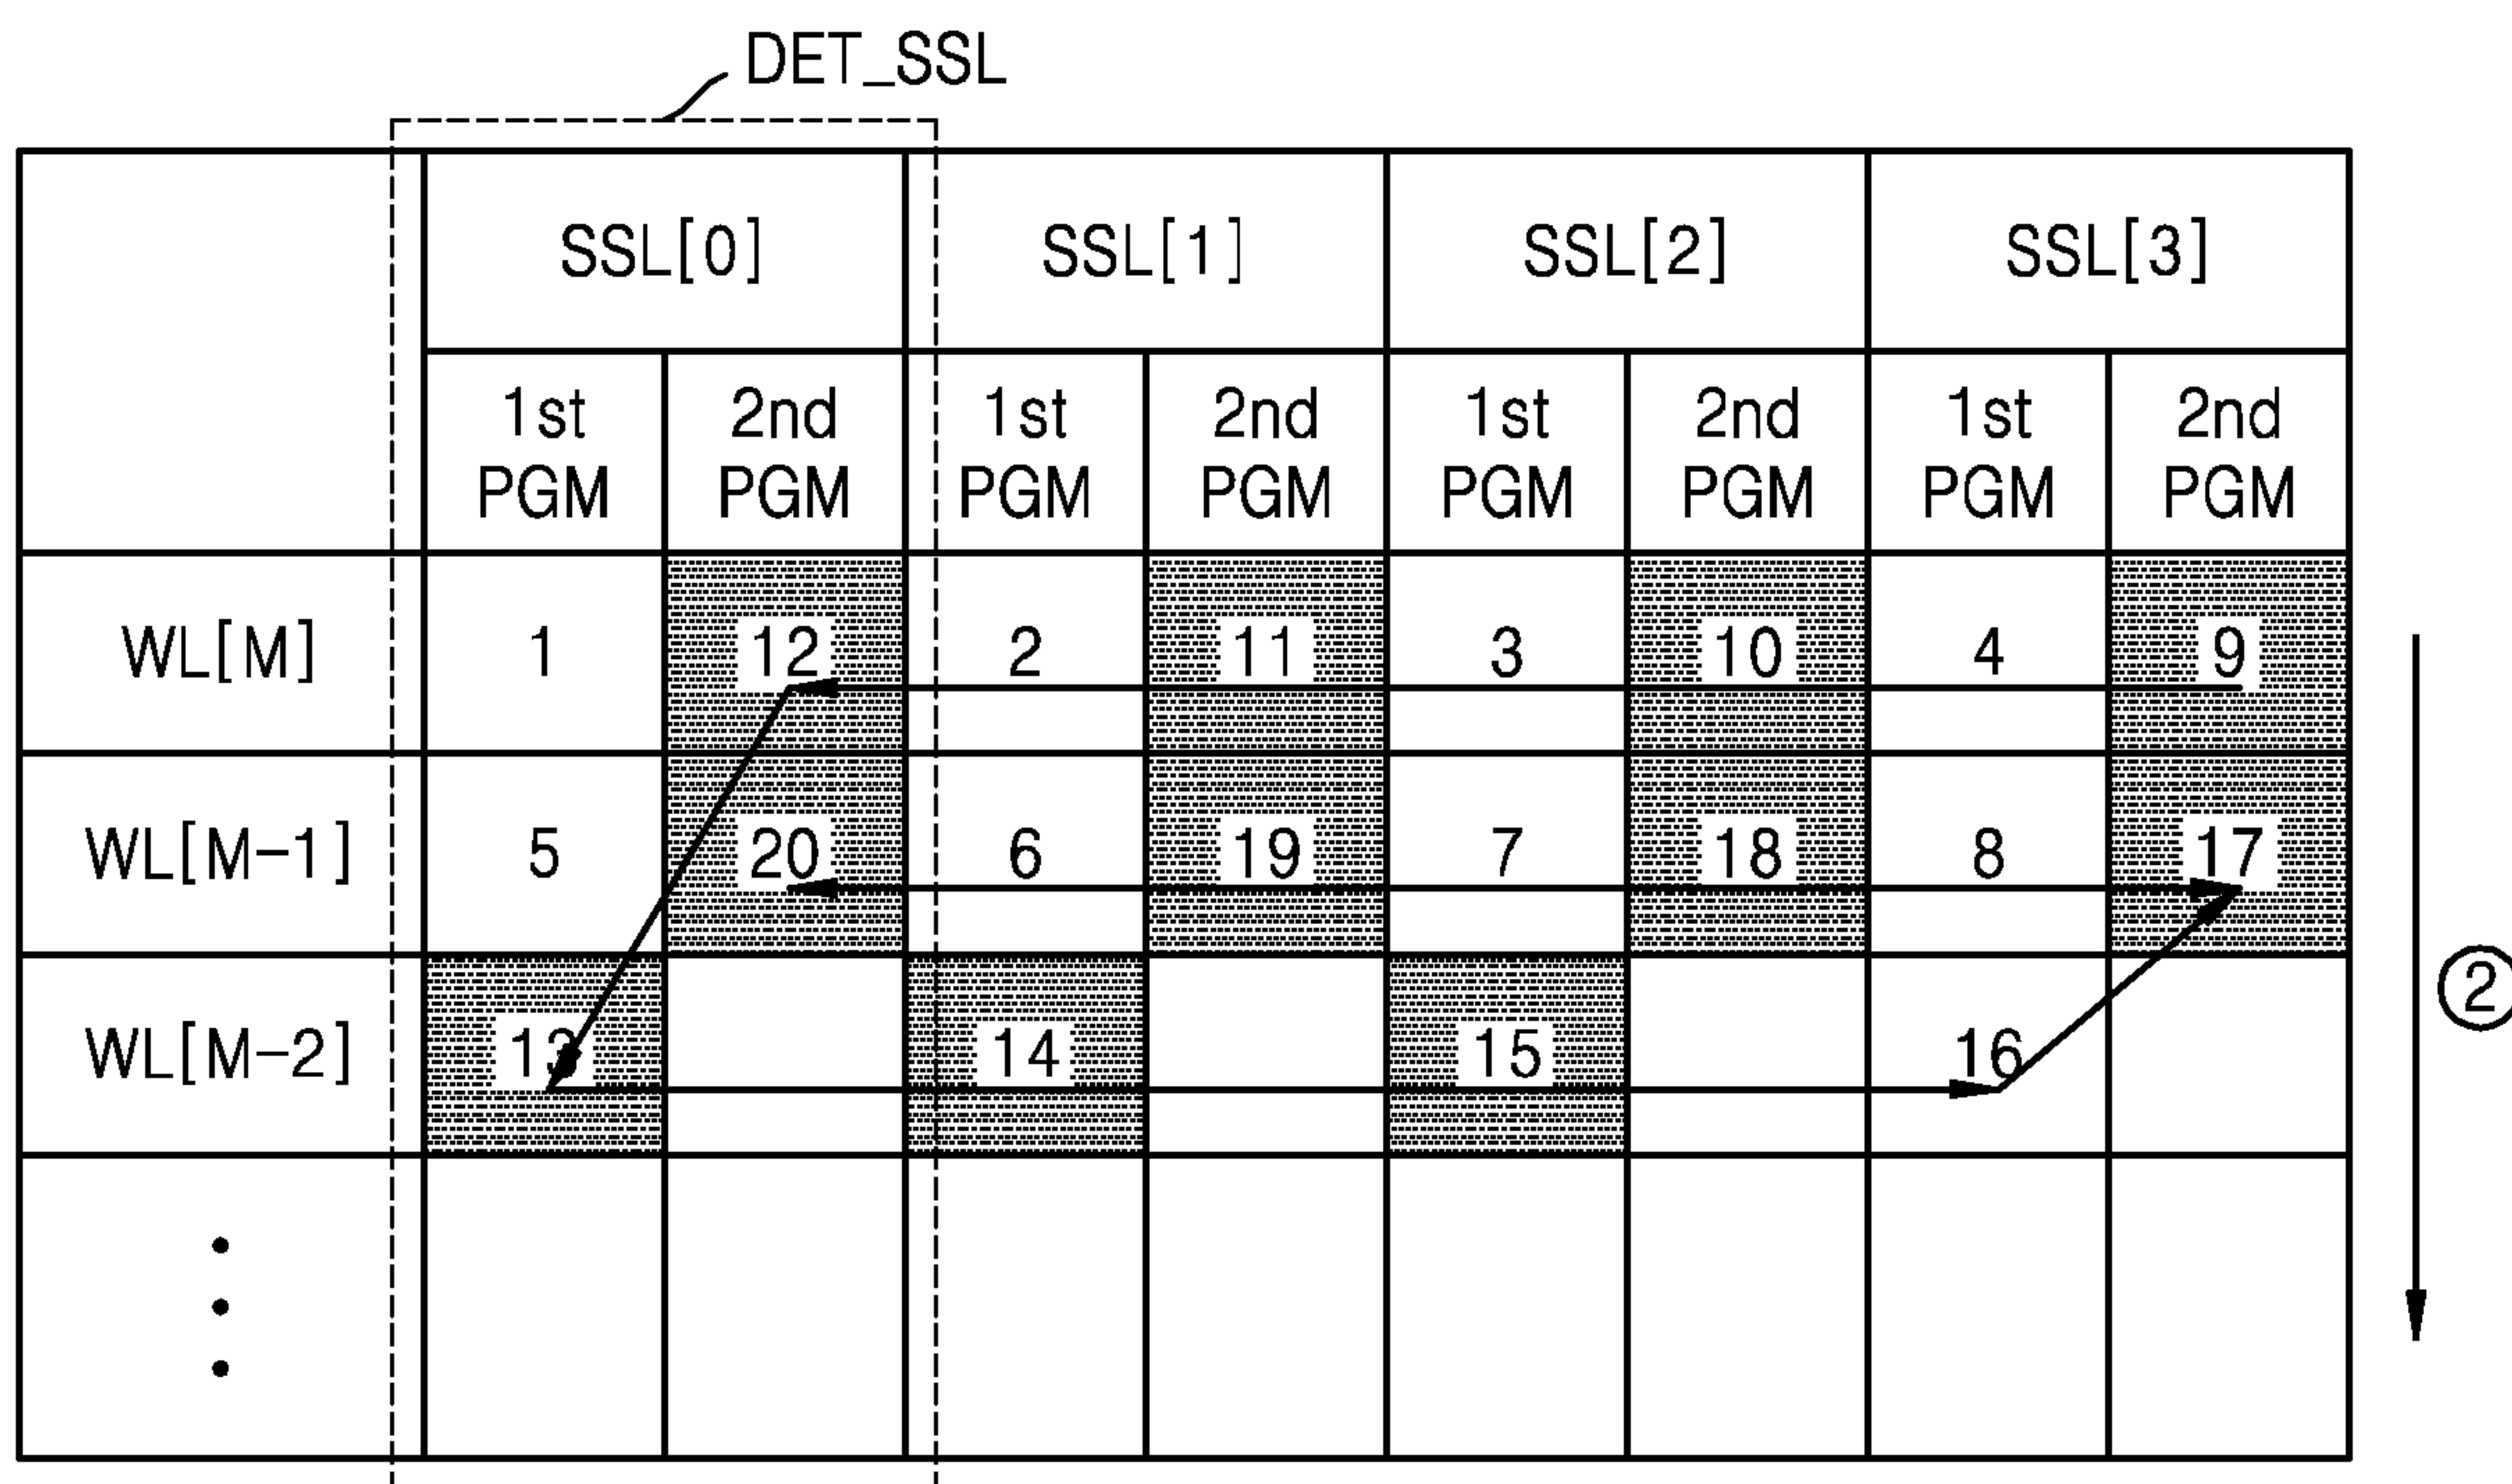 DET_SSL
SSL[0] SSL[1] SSL[2] SSL[3]
1st 2nd 1st 2nd 1st 2nd 1st 2nd
PGM PGM PGM PGM PGM PGM PGM PGM
WL[M] 1 12 2 11 3 10 4 9
WL[M-1] 5 20 6 19 7 18 8 17
WL[M-2] 13 14 15 16
②